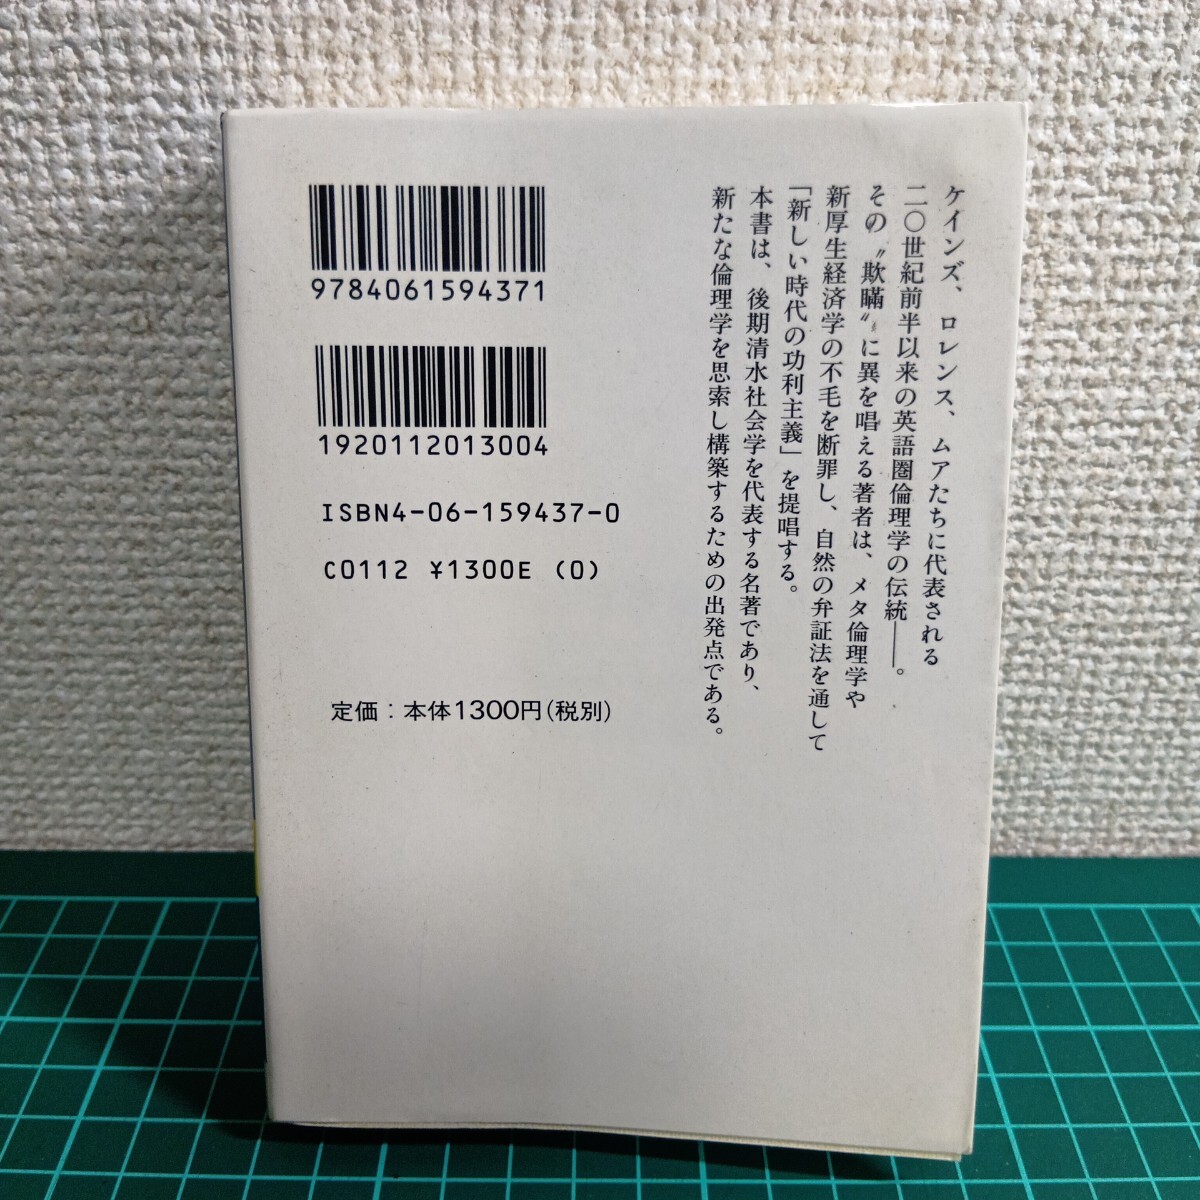 ケインズ、ロレンス、ムアたちに代表される
二〇世紀前半以来の英語圏倫理学の伝統――。
その〝欺瞞〟に異を唱える著者は、メタ倫理学や
新厚生経済学の不毛を断罪し、自然の弁証法を通して
「新しい時代の功利主義」を提唱する。
本書は、後期清水社会学を代表する名著であり、
新たな倫理学を思索し構築するための出発点である。
9784061594371
1920112013004
ISBN4-06-159437-0
C0112 ¥1300E (0)
定価：本体1300円(税別)